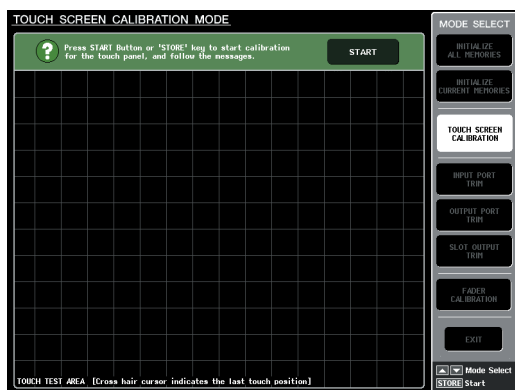 TOUCH SCREEN CALIBRATION MODE
? Press START Button or 'STORE' key to start calibration
for the touch panel, and follow the messages.
START
TOUCH TEST AREA [Cross hair cursor indicates the last touch position]
MODE SELECT
INITIALIZE
ALL MEMORIES
INITIALIZE
CURRENT MEMORIES
TOUCH SCREEN
CALIBRATION
INPUT PORT
TRIM
OUTPUT PORT
TRIM
SLOT OUTPUT
TRIM
FADER
CALIBRATION
EXIT
Mode Select
STORE Start